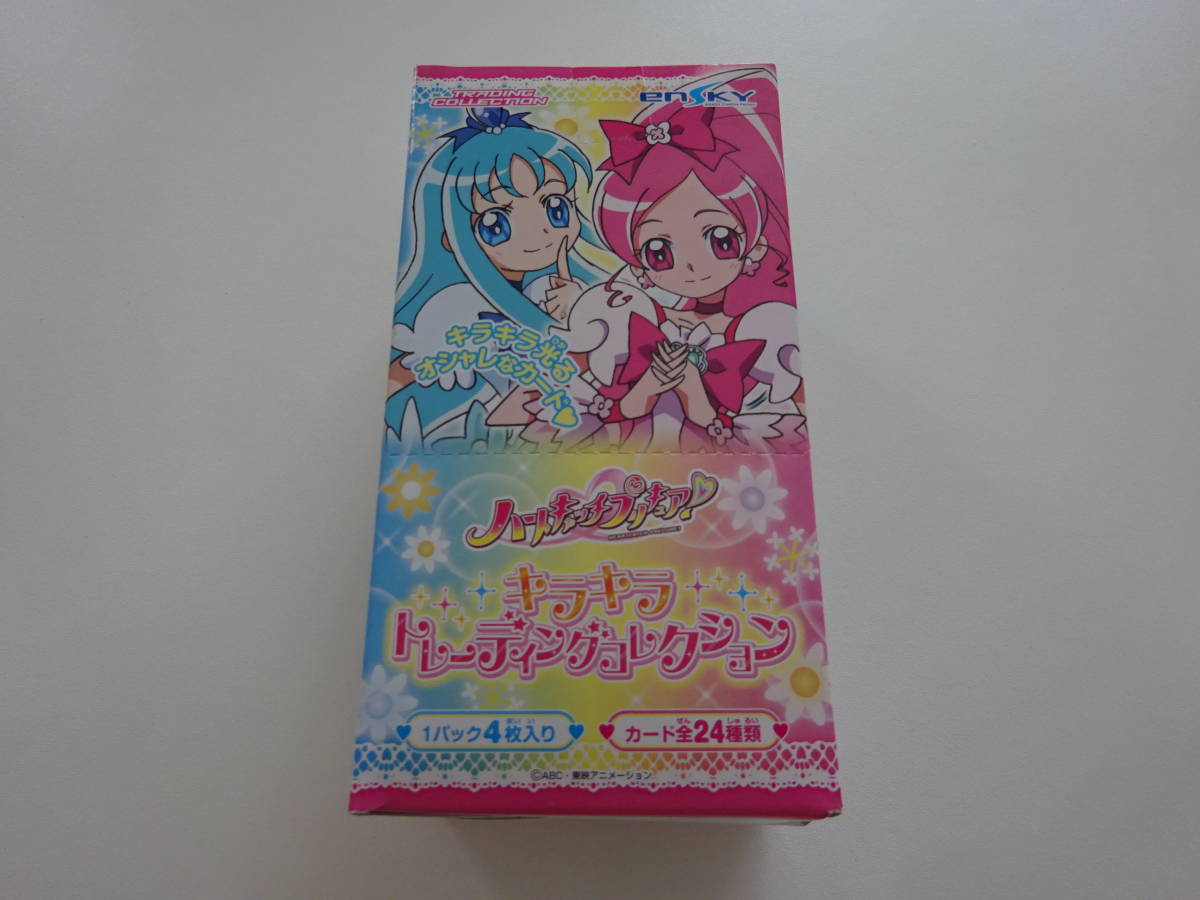 TRADING
COLLECTION
enSKY
キラキラ光る
オシャレなカード♥
ハートキャッチプリキュア！
キラキラ
トレーディングコレクション
♥1パック4枚入り♥
♥カード全24種類♥
©ABC・東映アニメーション